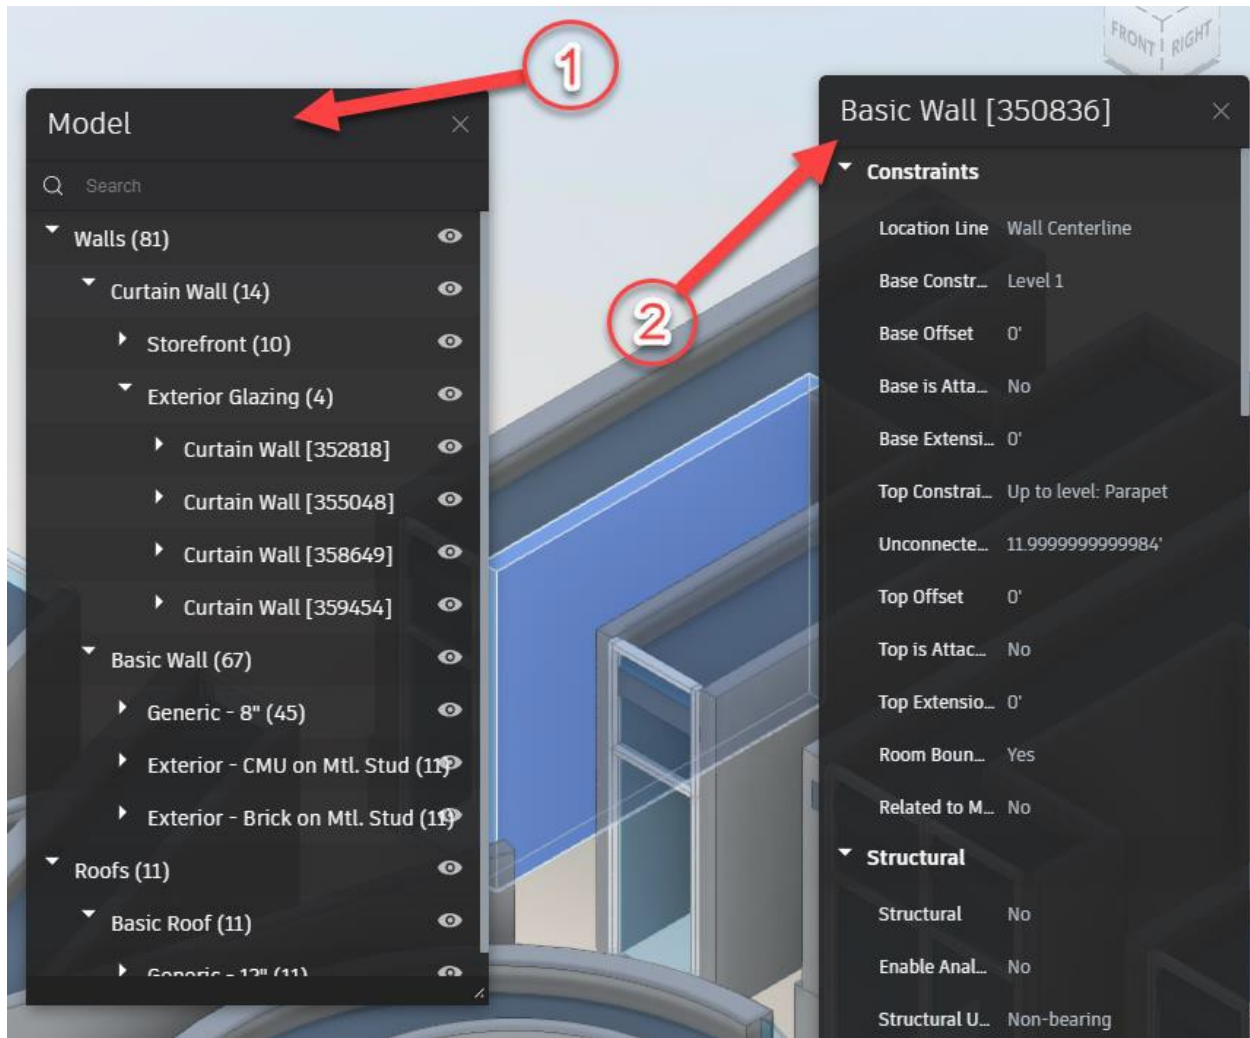 FRONT RIGHT
1
Model
Search
Walls (81)
Curtain Wall (14)
Storefront (10)
Exterior Glazing (4)
Curtain Wall [352818]
Curtain Wall [355048]
Curtain Wall [358649]
Curtain Wall [359454]
Basic Wall (67)
Generic - 8" (45)
Exterior - CMU on Mtl. Stud (11)
Exterior - Brick on Mtl. Stud (11)
Roofs (11)
Basic Roof (11)
Generic - 12" (11)
2
Basic Wall [350836]
Constraints
Location Line Wall Centerline
Base Constr... Level 1
Base Offset 0'
Base is Atta... No
Base Extensi... 0'
Top Constrai... Up to level: Parapet
Unconnecte... 11.9999999999984'
Top Offset 0'
Top is Attac... No
Top Extensio... 0'
Room Boun... Yes
Related to M... No
Structural
Structural No
Enable Anal... No
Structural U... Non-bearing